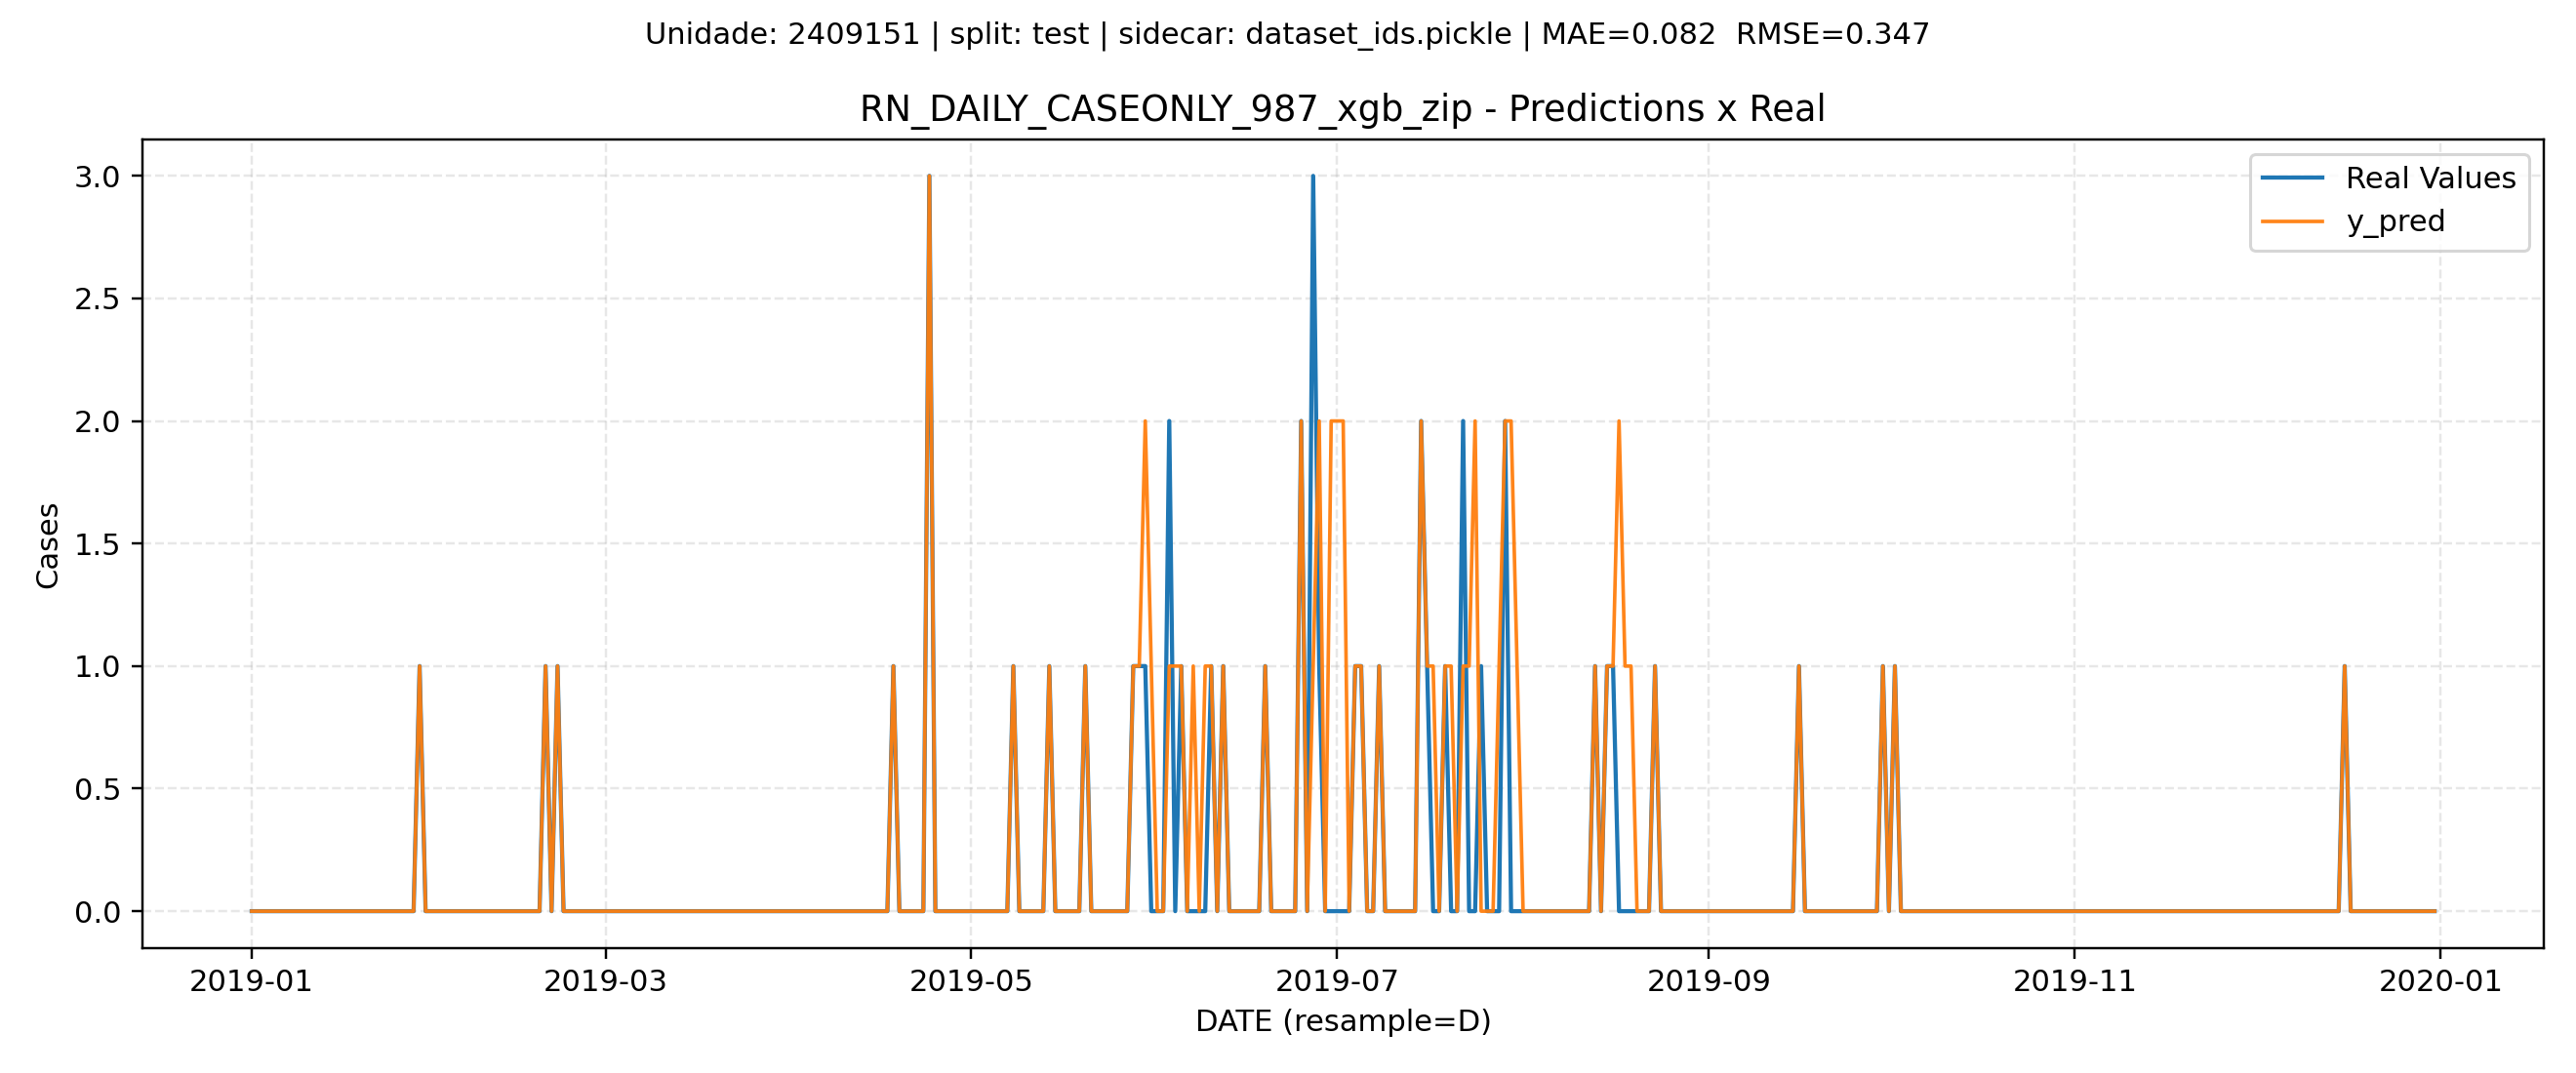 Unidade: 2409151 | split: test | sidecar: dataset_ids.pickle | MAE=0.082  RMSE=0.347
RN_DAILY_CASEONLY_987_xgb_zip - Predictions x Real
Real Values
y_pred
Cases
3.0
2.5
2.0
1.5
1.0
0.5
0.0
2019-01
2019-03
2019-05
2019-07
2019-09
2019-11
2020-01
DATE (resample=D)